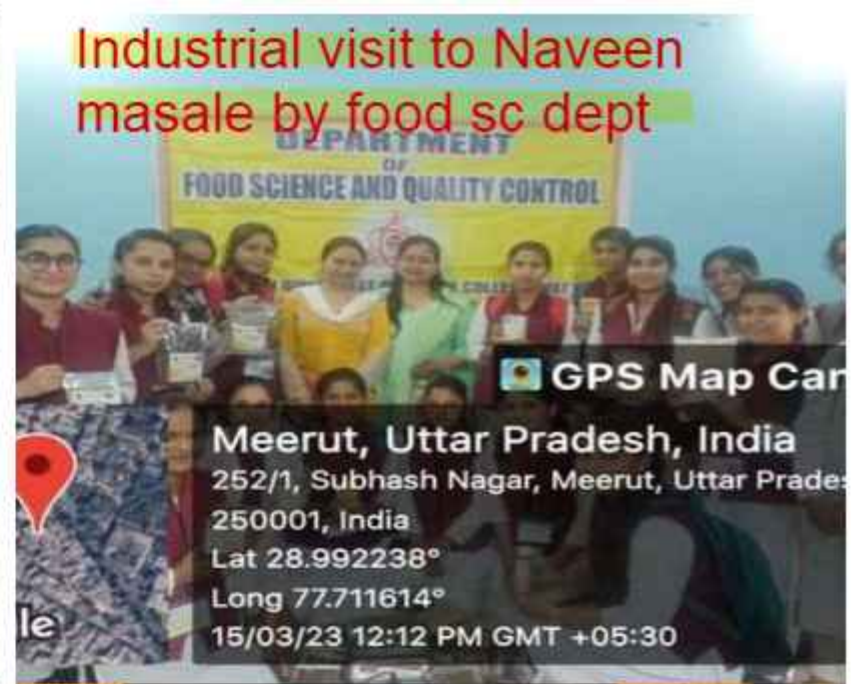 Industrial visit to Naveen
masale by food sc dept
DEPARTMENT
OF
FOOD SCIENCE AND QUALITY CONTROL
GPS Map Cam
Meerut, Uttar Pradesh, India
252/1, Subhash Nagar, Meerut, Uttar Prades
250001, India
Lat 28.992238°
Long 77.711614°
15/03/23 12:12 PM GMT +05:30
le